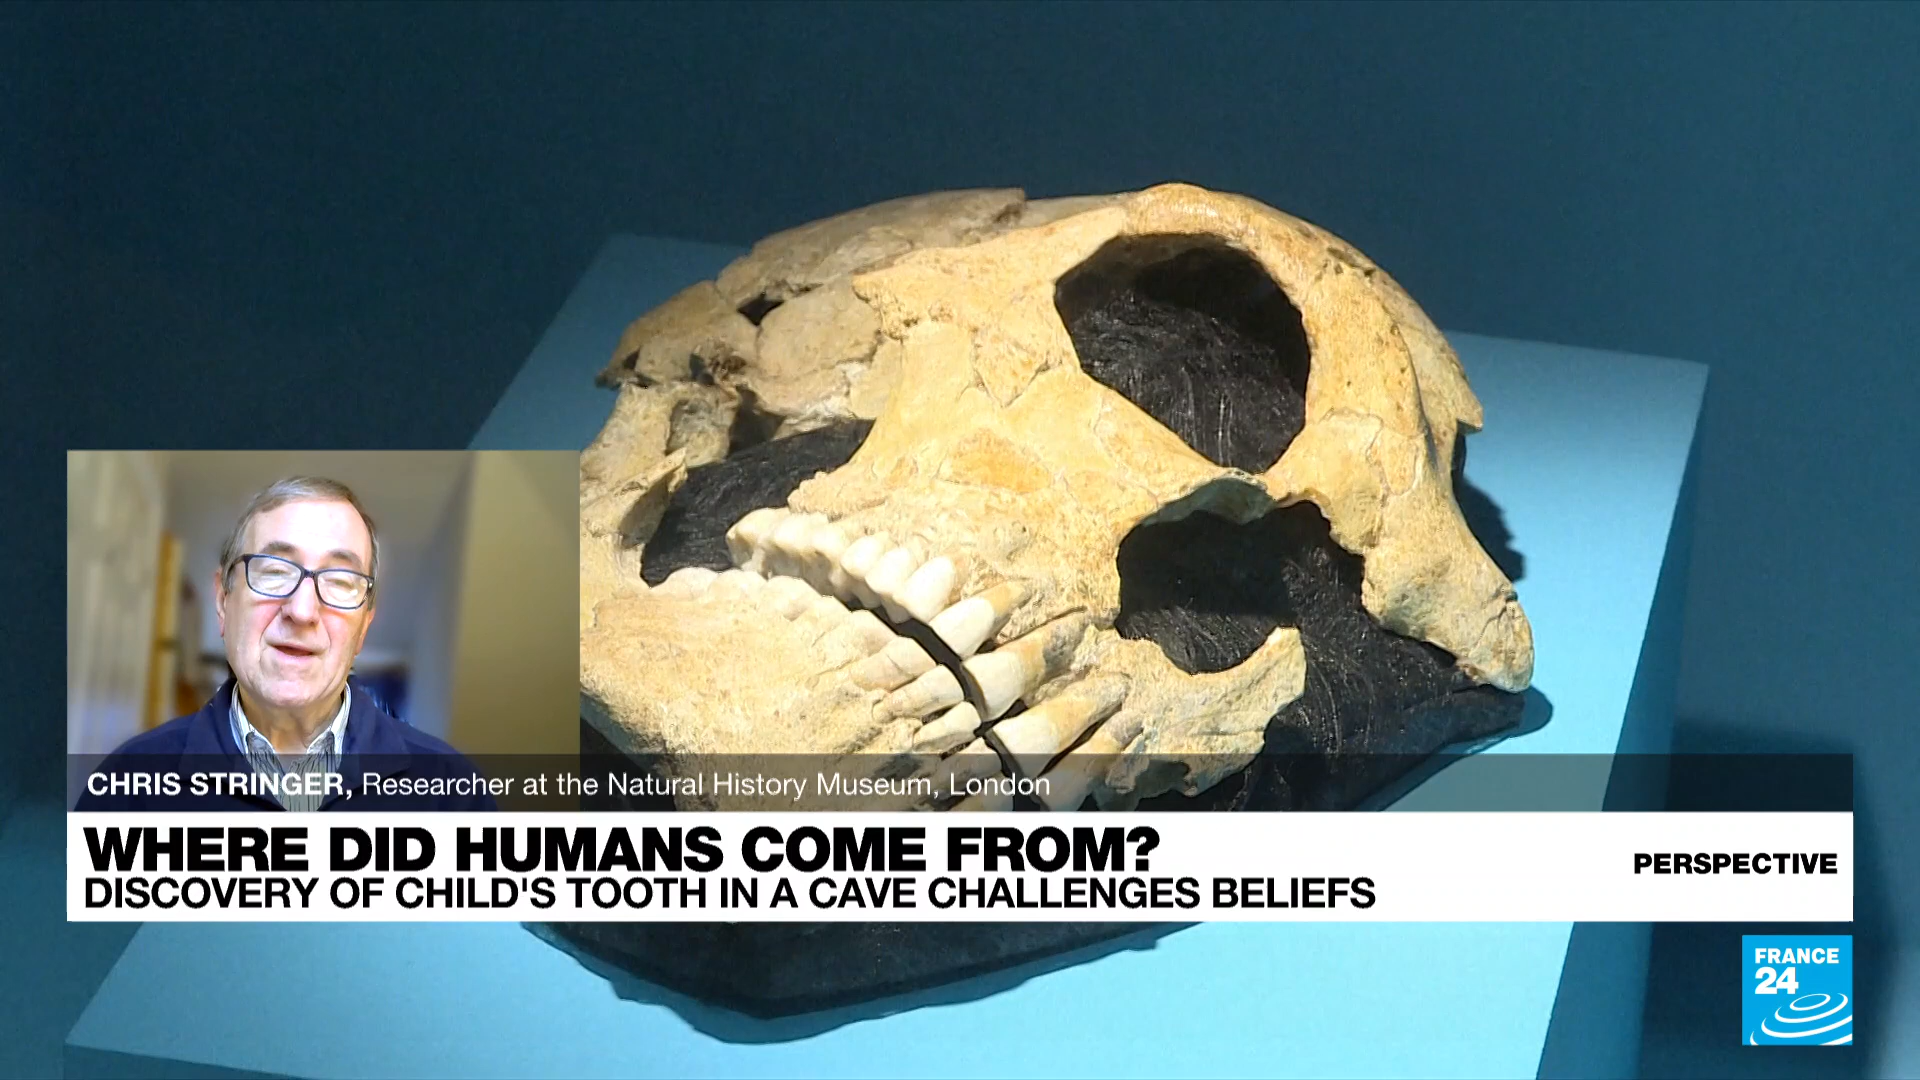 CHRIS STRINGER, Researcher at the Natural History Museum, London
WHERE DID HUMANS COME FROM?
DISCOVERY OF CHILD'S TOOTH IN A CAVE CHALLENGES BELIEFS
PERSPECTIVE
FRANCE
24